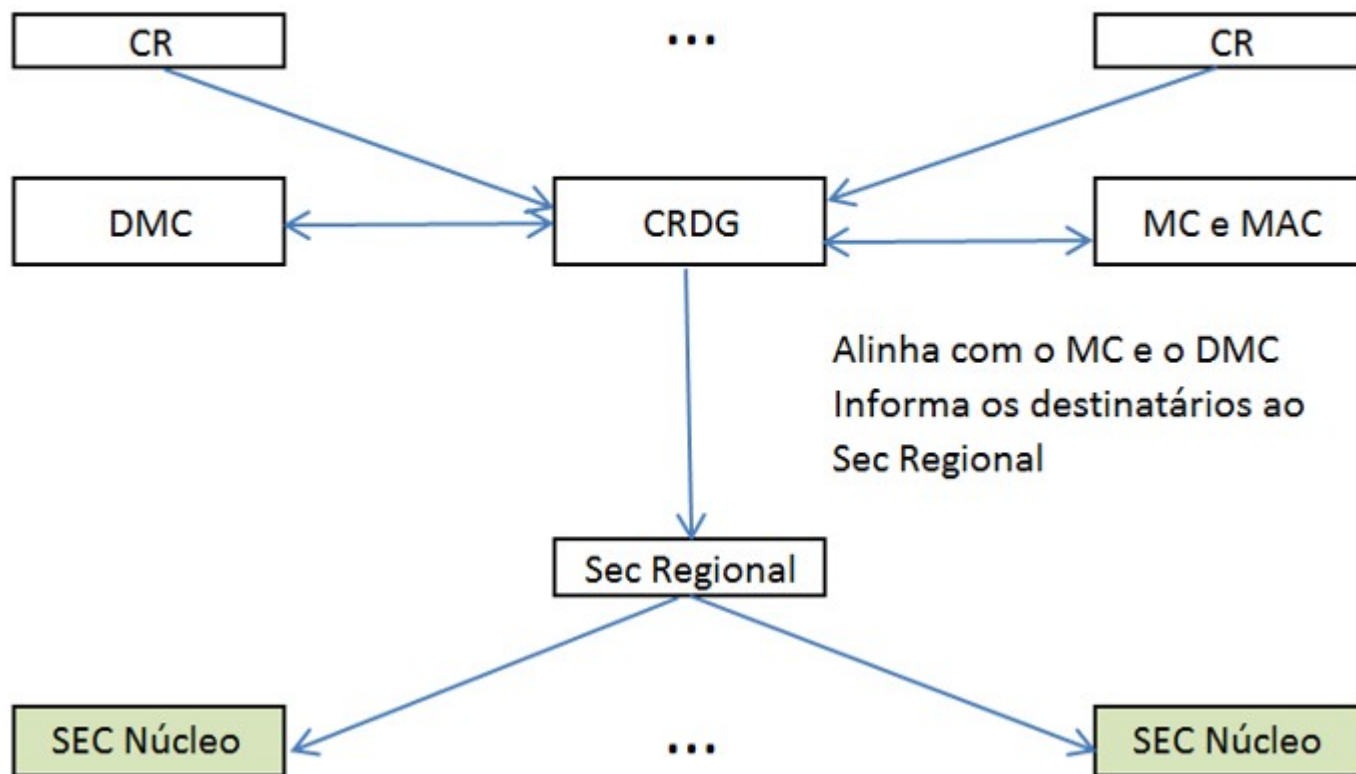 CR
...
CR
DMC
CRDG
MC e MAC
Alinha com o MC e o DMC
Informa os destinatários ao
Sec Regional
Sec Regional
SEC Núcleo
...
SEC Núcleo